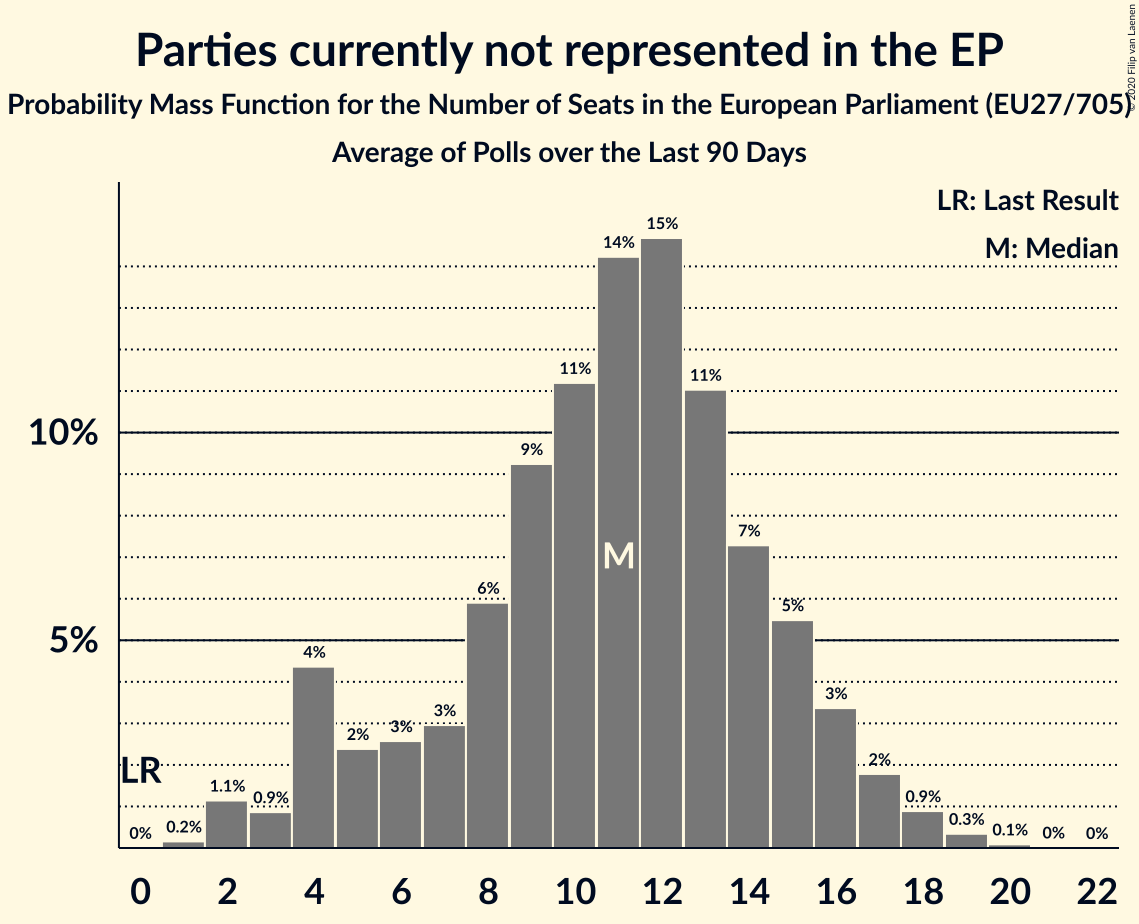 Parties currently not represented in the EP
Probability Mass Function for the Number of Seats in the European Parliament (EU27/705)
Average of Polls over the Last 90 Days
© 2020 Filip van Laenen
LR: Last Result
M: Median
15%
14%
11%
11%
10%
9%
7%
M
6%
5%
5%
4%
3%
3%
3%
2%
2%
LR
1.1%
0.9%
0.9%
0.3%
0.2%
0.1%
0%
0%
0%
0 2 4 6 8 10 12 14 16 18 20 22